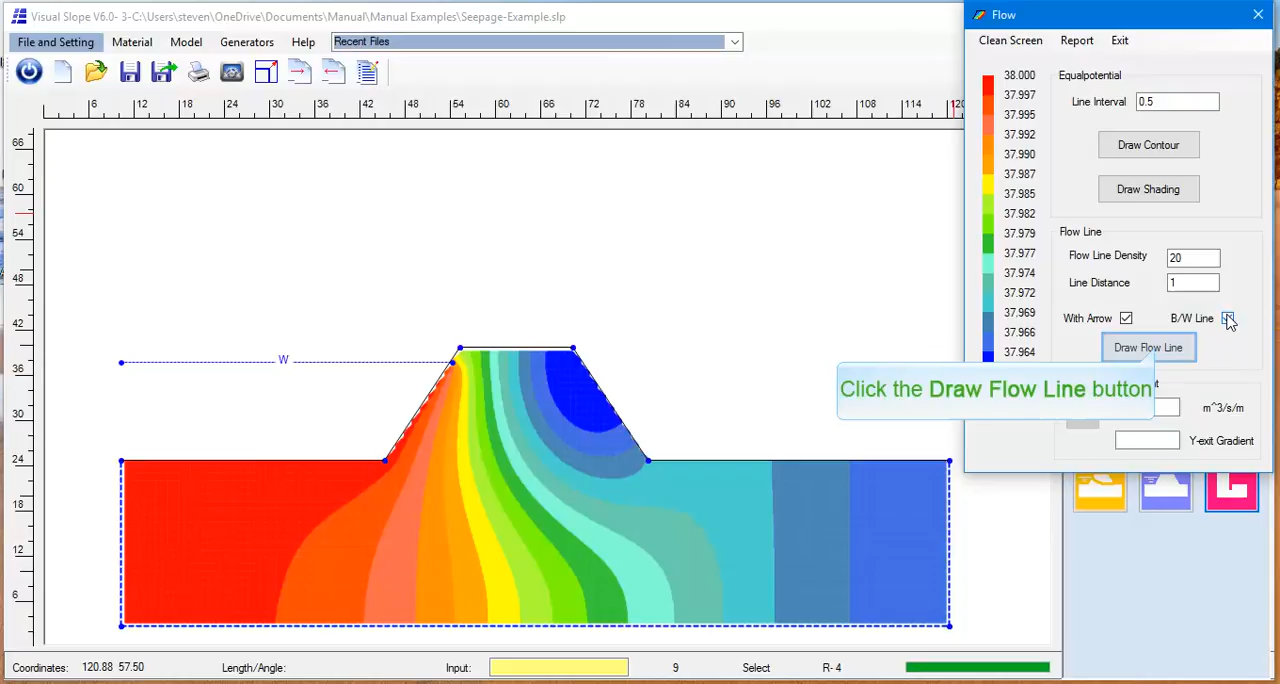 Visual Slope V6.0- 3-C:\Users\steven\OneDrive\Documents\Manual\Manual Examples\Seepage-Example.slp
File and Setting Material Model Generators Help Recent Files
6 12 18 24 30 36 42 48 54 60 66 72 78 84 90 96 102 108 114 120
66
60
54
48
42
36
30
24
18
12
6
W
Flow
Clean Screen Report Exit
38.000
37.997
37.995
37.992
37.990
37.987
37.985
37.982
37.979
37.977
37.974
37.972
37.969
37.966
37.964
Equalpotential
Line Interval 0.5
Draw Contour
Draw Shading
Flow Line
Flow Line Density 20
Line Distance 1
With Arrow B/W Line
Draw Flow Line
Click the Draw Flow Line button
m^3/s/m
Y-exit Gradient
Coordinates: 120.88 57.50 Length/Angle: Input: 9 Select R- 4